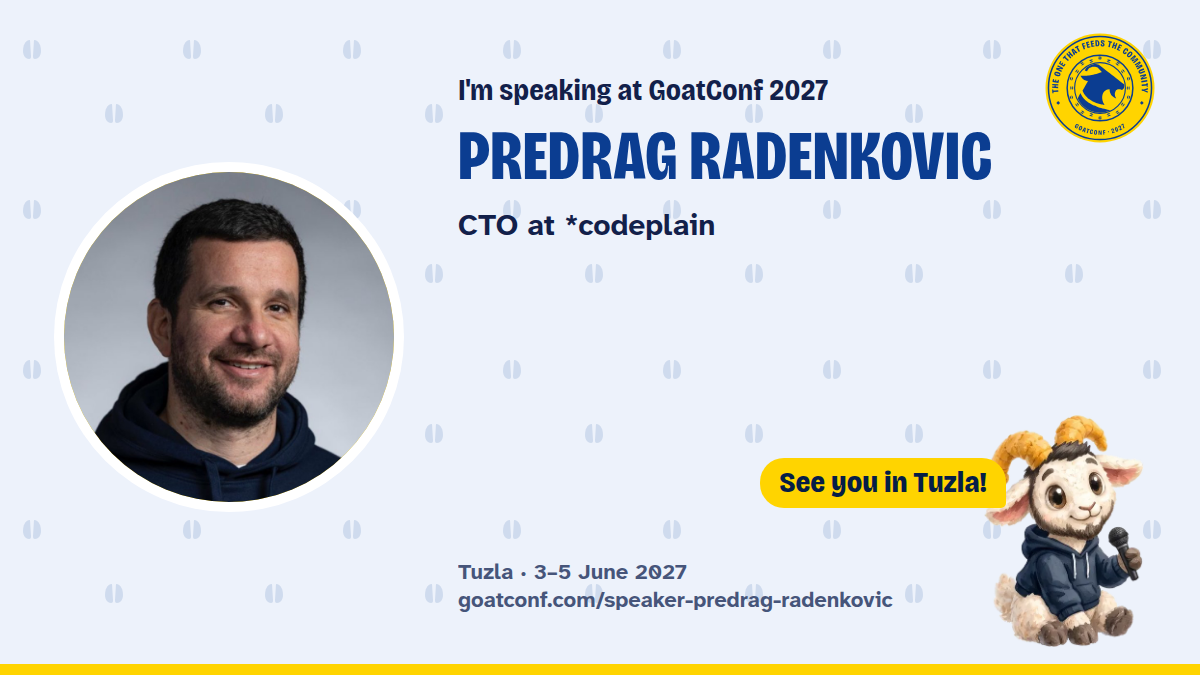 I'm speaking at GoatConf 2027
PREDRAG RADENKOVIC
CTO at *codeplain
THE ONE THAT FEEDS THE COMMUNITY
GOATCONF · 2027
See you in Tuzla!
Tuzla · 3–5 June 2027
goatconf.com/speaker-predrag-radenkovic